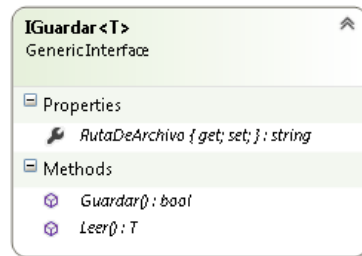 IGuardar<T>
GenericInterface
Properties
RutaDeArchivo { get; set; } : string
Methods
Guardar() : bool
Leer() : T